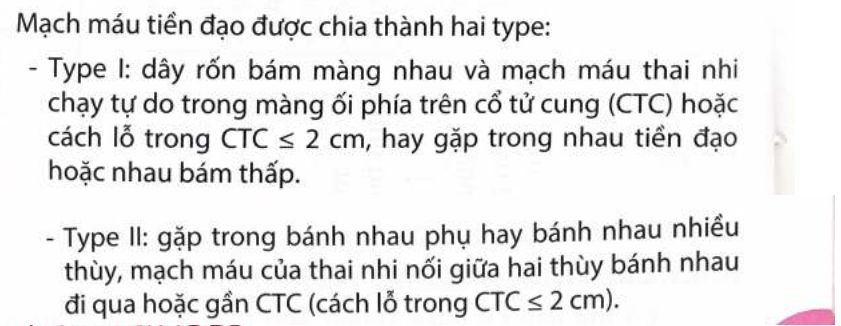 Mạch máu tiền đạo được chia thành hai type:
- Type I: dây rốn bám màng nhau và mạch máu thai nhi
chạy tự do trong màng ối phía trên cổ tử cung (CTC) hoặc
cách lỗ trong CTC ≤ 2 cm, hay gặp trong nhau tiền đạo
hoặc nhau bám thấp.
- Type II: gặp trong bánh nhau phụ hay bánh nhau nhiều
thùy, mạch máu của thai nhi nối giữa hai thùy bánh nhau
đi qua hoặc gần CTC (cách lỗ trong CTC ≤ 2 cm).